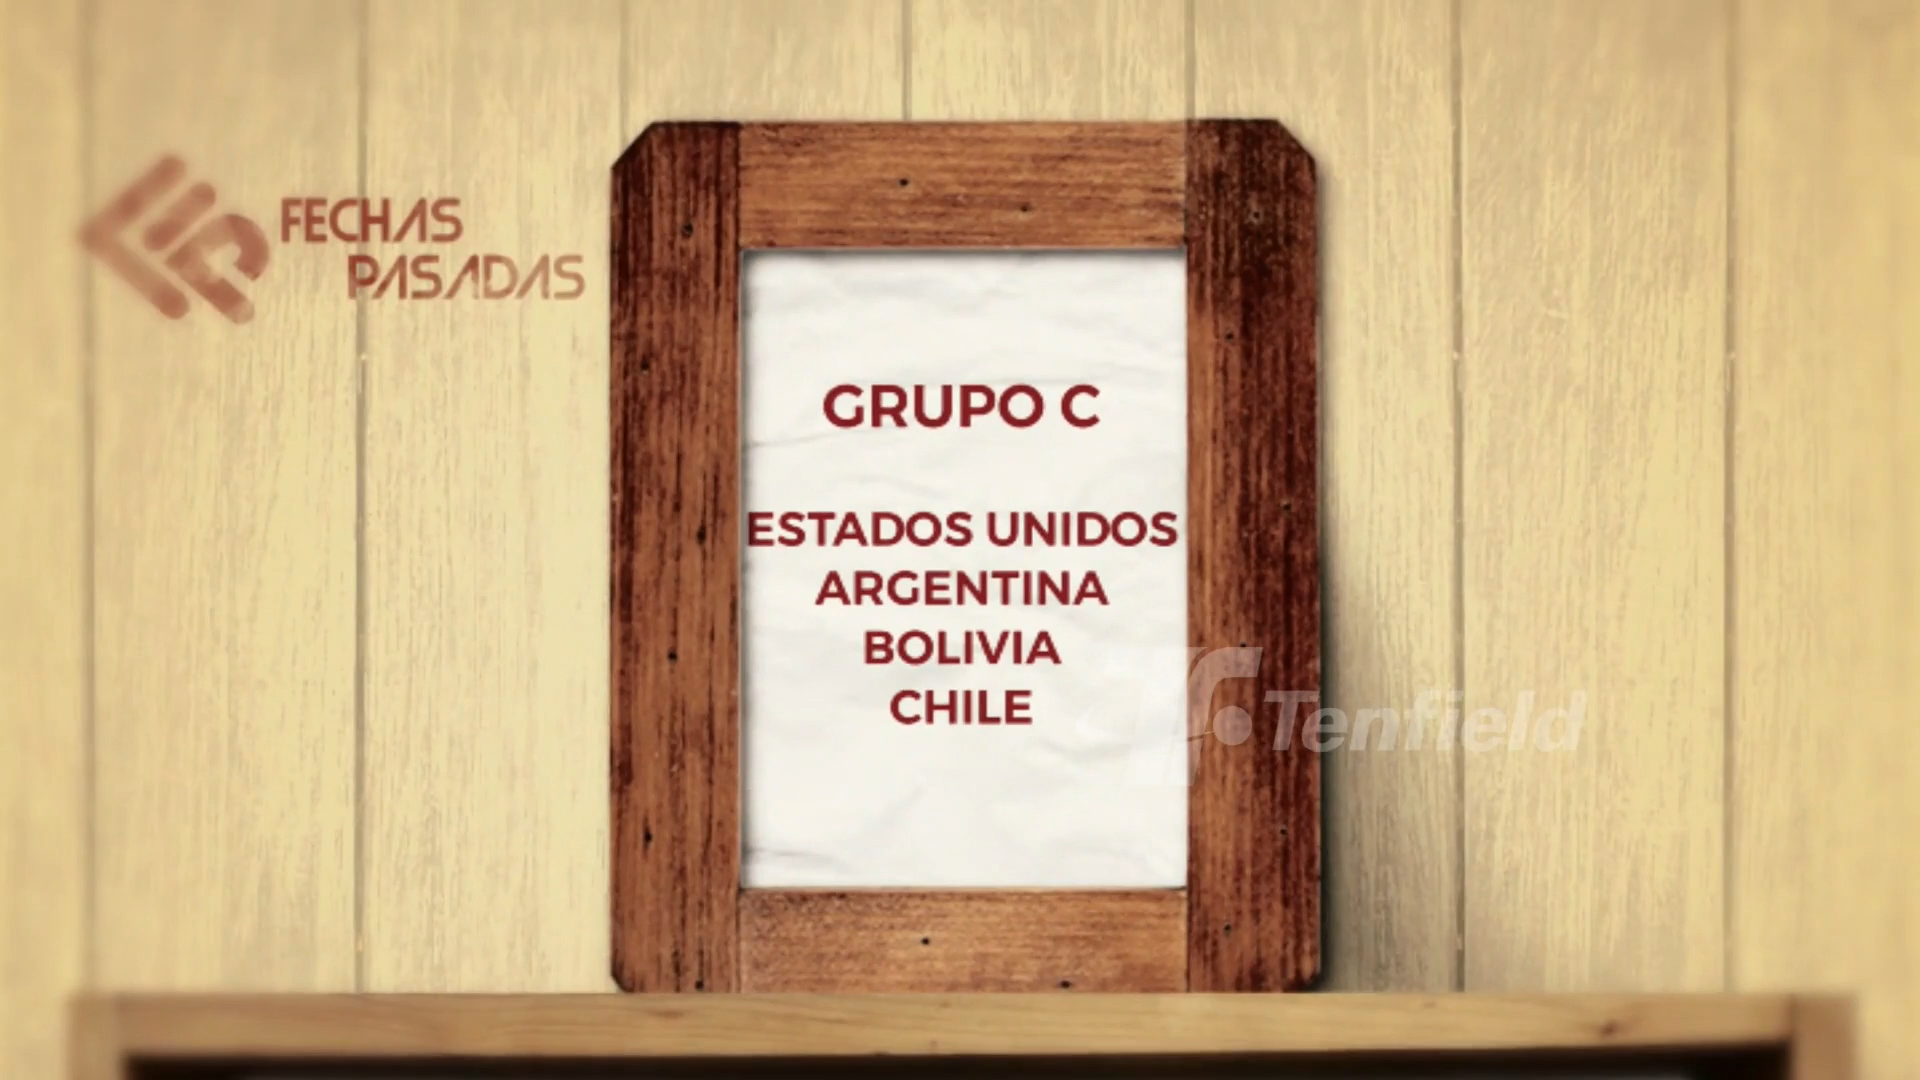 FECHAS
PASADAS
GRUPO C
ESTADOS UNIDOS
ARGENTINA
BOLIVIA
CHILE
Tenfield